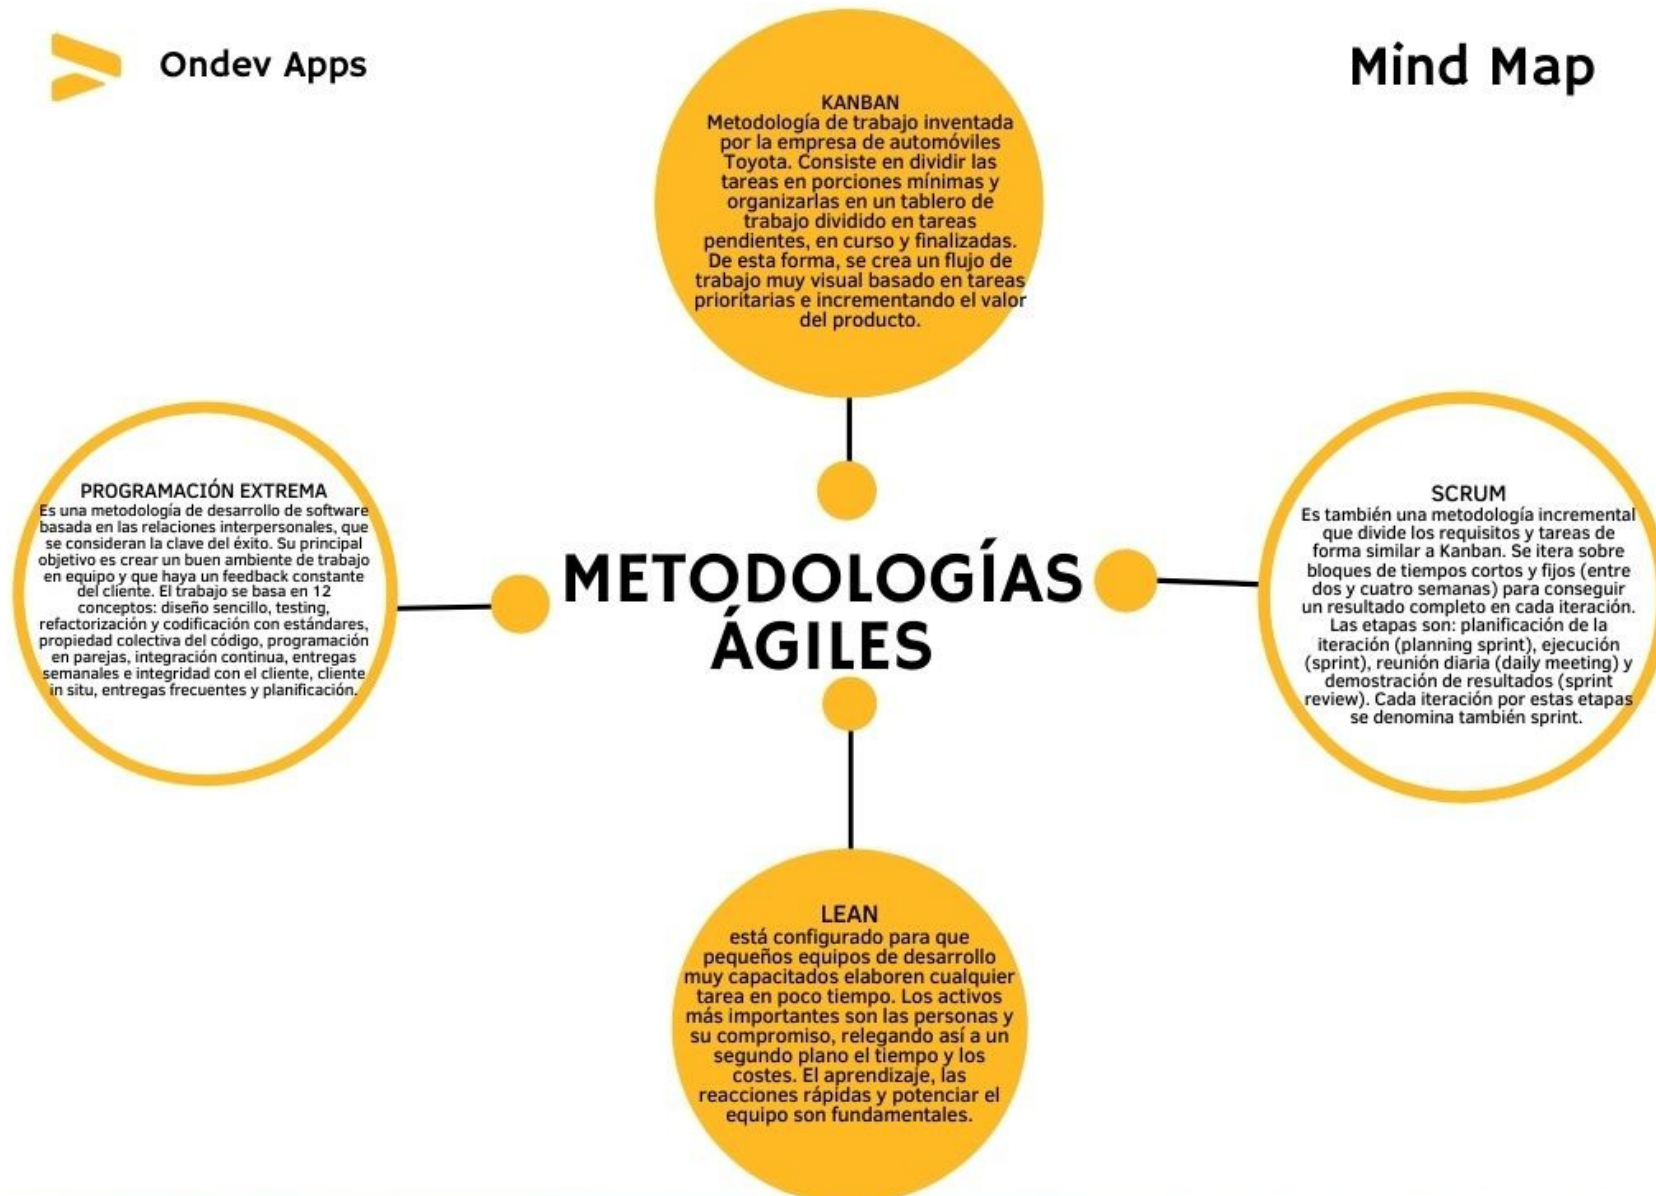 Ondev Apps
Mind Map
KANBAN
Metodología de trabajo inventada
por la empresa de automóviles
Toyota. Consiste en dividir las
tareas en porciones mínimas y
organizarlas en un tablero de
trabajo dividido en tareas
pendientes, en curso y finalizadas.
De esta forma, se crea un flujo de
trabajo muy visual basado en tareas
prioritarias e incrementando el valor
del producto.
PROGRAMACIÓN EXTREMA
Es una metodología de desarrollo de software
basada en las relaciones interpersonales, que
se consideran la clave del éxito. Su principal
objetivo es crear un buen ambiente de trabajo
en equipo y que haya un feedback constante
del cliente. El trabajo se basa en 12
conceptos: diseño sencillo, testing,
refactorización y codificación con estándares,
propiedad colectiva del código, programación
en parejas, integración continua, entregas
semanales e integridad con el cliente, cliente
in situ, entregas frecuentes y planificación.
METODOLOGÍAS
ÁGILES
SCRUM
Es también una metodología incremental
que divide los requisitos y tareas de
forma similar a Kanban. Se itera sobre
bloques de tiempos cortos y fijos (entre
dos y cuatro semanas) para conseguir
un resultado completo en cada iteración.
Las etapas son: planificación de la
iteración (planning sprint), ejecución
(sprint), reunión diaria (daily meeting) y
demostración de resultados (sprint
review). Cada iteración por estas etapas
se denomina también sprint.
LEAN
está configurado para que
pequeños equipos de desarrollo
muy capacitados elaboren cualquier
tarea en poco tiempo. Los activos
más importantes son las personas y
su compromiso, relegando así a un
segundo plano el tiempo y los
costes. El aprendizaje, las
reacciones rápidas y potenciar el
equipo son fundamentales.